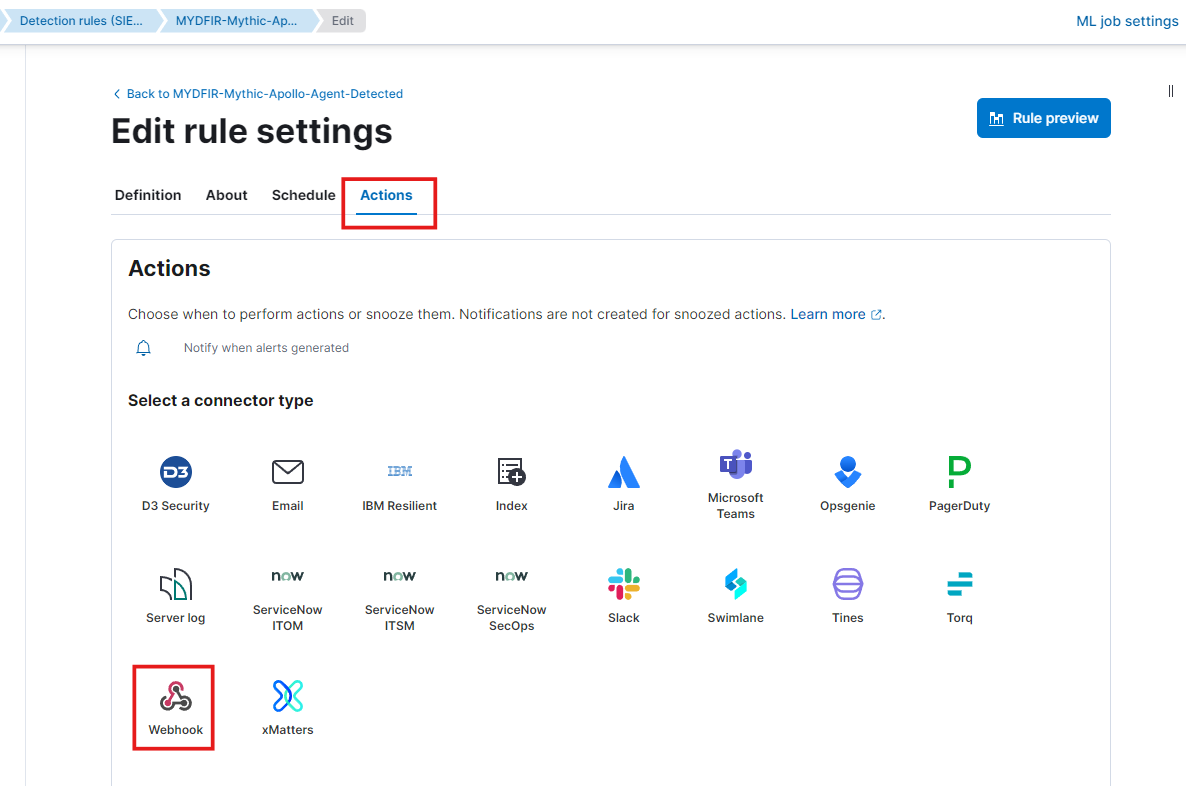 Detection rules (SIE...
MYDFIR-Mythic-Ap...
Edit
ML job settings
Back to MYDFIR-Mythic-Apollo-Agent-Detected
Edit rule settings
Rule preview
Definition
About
Schedule
Actions
Actions
Choose when to perform actions or snooze them. Notifications are not created for snoozed actions. Learn more.
Notify when alerts generated
Select a connector type
D3
IBM
T
D3 Security
Email
IBM Resilient
Index
Jira
Microsoft
Teams
Opsgenie
PagerDuty
now
now
now
Server log
ServiceNow
ITOM
ServiceNow
ITSM
ServiceNow
SecOps
Slack
Swimlane
Tines
Torq
Webhook
xMatters